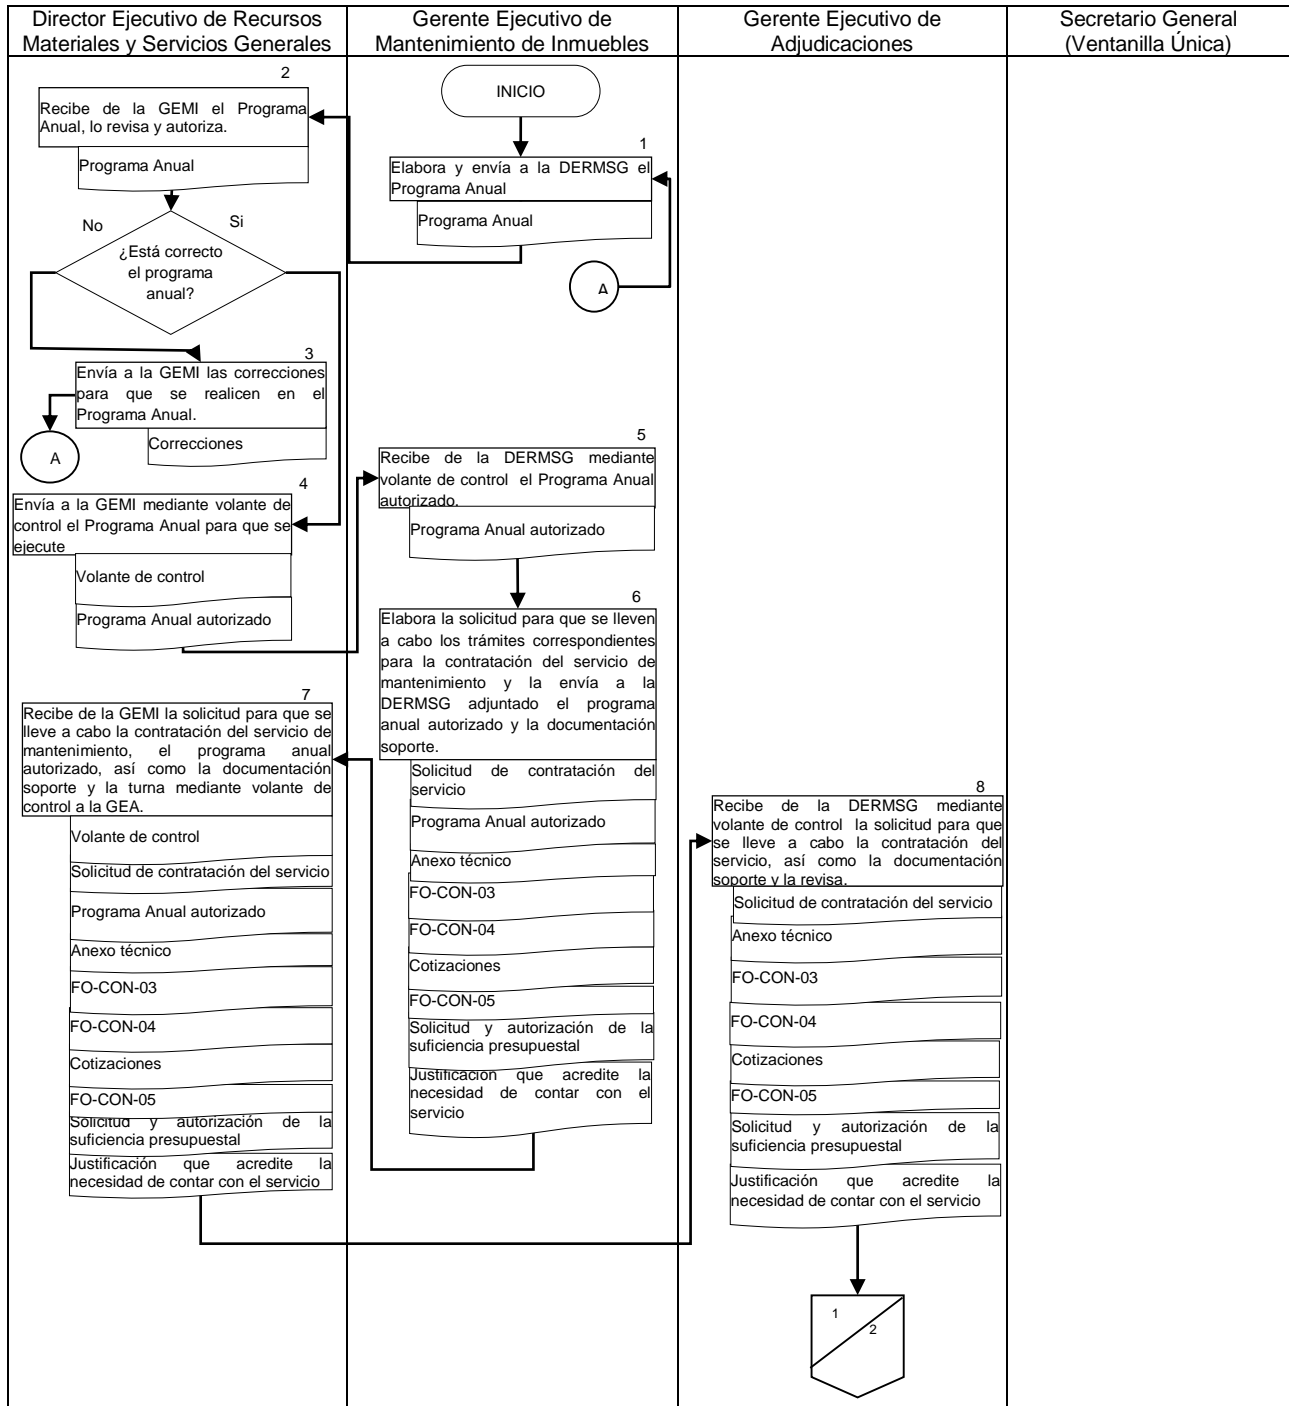 Director Ejecutivo de Recursos
Materiales y Servicios Generales
Gerente Ejecutivo de
Mantenimiento de Inmuebles
Gerente Ejecutivo de
Adjudicaciones
Secretario General
(Ventanilla Única)
INICIO
1
Elabora y envía a la DERMSG el
Programa Anual
Programa Anual
A
2
Recibe de la GEMI el Programa
Anual, lo revisa y autoriza.
Programa Anual
No
Si
¿Está correcto
el programa
anual?
3
Envía a la GEMI las correcciones
para que se realicen en el
Programa Anual.
Correcciones
A
4
Envía a la GEMI mediante volante de
control el Programa Anual para que se
ejecute
Volante de control
Programa Anual autorizado
5
Recibe de la DERMSG mediante
volante de control el Programa Anual
autorizado.
Programa Anual autorizado
6
Elabora la solicitud para que se lleven
a cabo los trámites correspondientes
para la contratación del servicio de
mantenimiento y la envía a la
DERMSG adjuntado el programa
anual autorizado y la documentación
soporte.
Solicitud de contratación del
servicio
Programa Anual autorizado
Anexo técnico
FO-CON-03
FO-CON-04
Cotizaciones
FO-CON-05
Solicitud y autorización de la
suficiencia presupuestal
Justificación que acredite la
necesidad de contar con el
servicio
7
Recibe de la GEMI la solicitud para que se
lleve a cabo la contratación del servicio de
mantenimiento, el programa anual
autorizado, así como la documentación
soporte y la turna mediante volante de
control a la GEA.
Volante de control
Solicitud de contratación del servicio
Programa Anual autorizado
Anexo técnico
FO-CON-03
FO-CON-04
Cotizaciones
FO-CON-05
Solicitud y autorización de la
suficiencia presupuestal
Justificación que acredite la
necesidad de contar con el servicio
8
Recibe de la DERMSG mediante
volante de control la solicitud para que
se lleve a cabo la contratación del
servicio, así como la documentación
soporte y la revisa.
Solicitud de contratación del servicio
Anexo técnico
FO-CON-03
FO-CON-04
Cotizaciones
FO-CON-05
Solicitud y autorización de la
suficiencia presupuestal
Justificación que acredite la
necesidad de contar con el servicio
1
2